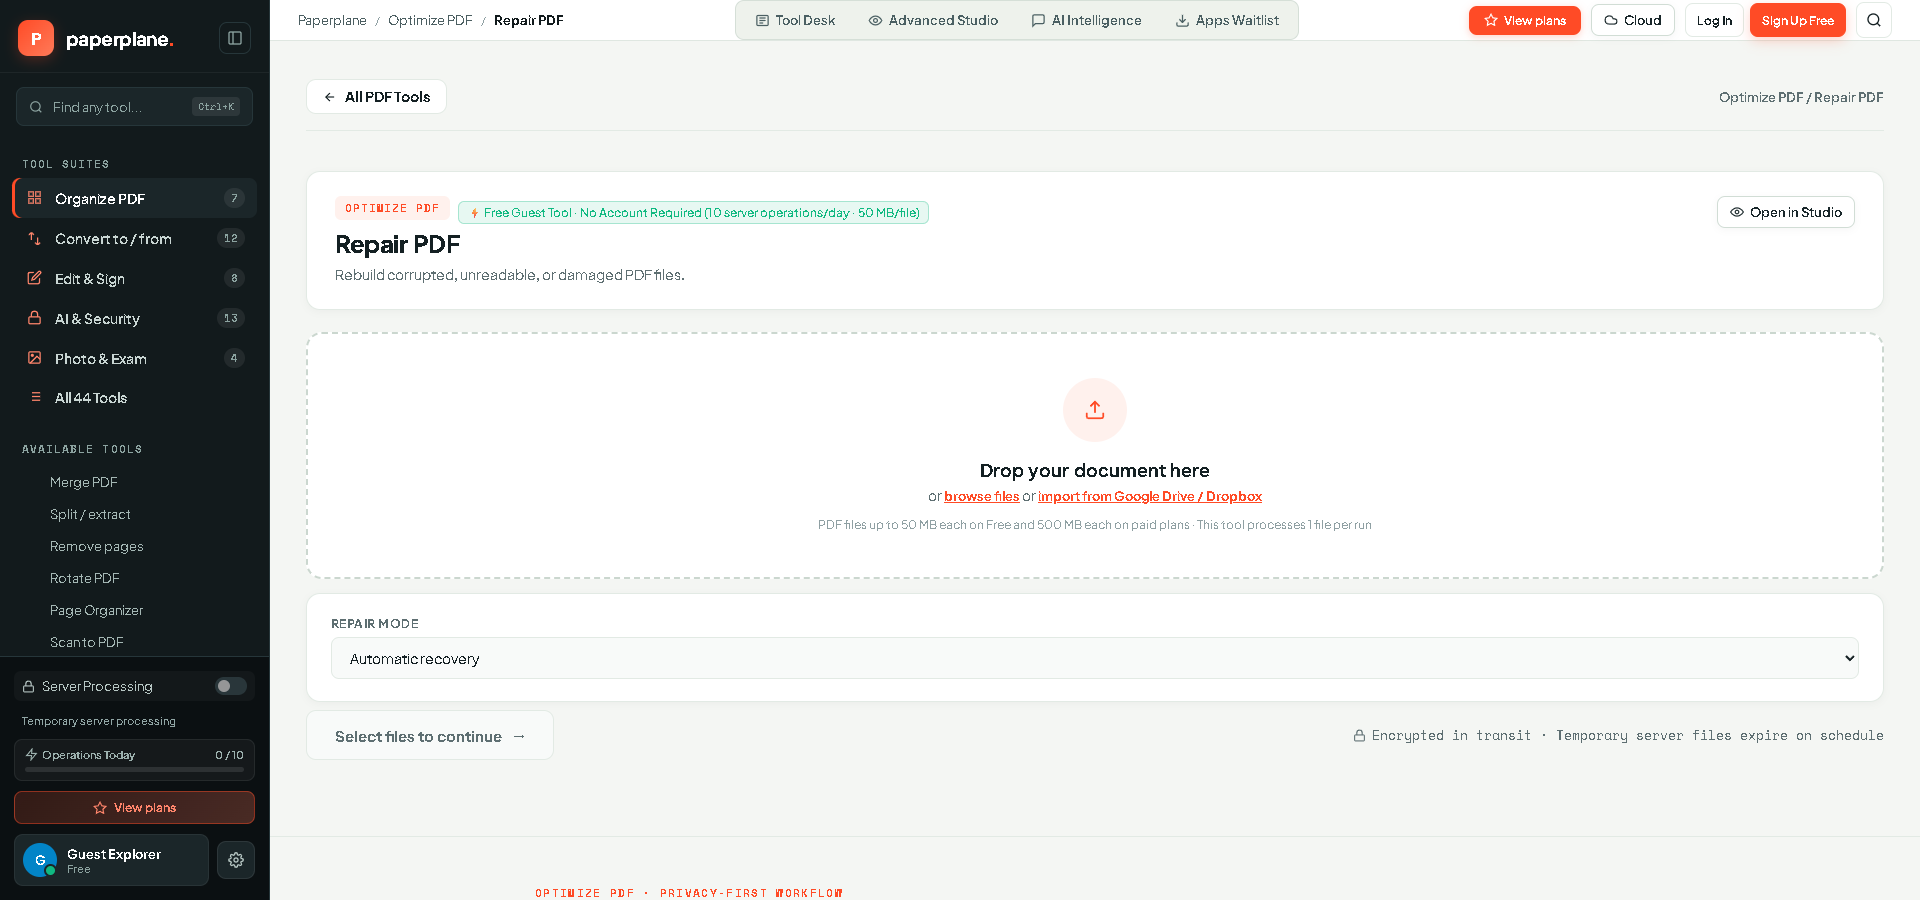 P paperplane.
Find any tool... Ctrl+K
TOOL SUITES
Organize PDF 7
Convert to / from 12
Edit & Sign 8
AI & Security 13
Photo & Exam 4
All 44 Tools
AVAILABLE TOOLS
Merge PDF
Split / extract
Remove pages
Rotate PDF
Page Organizer
Scan to PDF
Server Processing
Temporary server processing
Operations Today 0 / 10
View plans
G Guest Explorer
Free
Paperplane / Optimize PDF / Repair PDF
Tool Desk Advanced Studio AI Intelligence Apps Waitlist
View plans Cloud Log In Sign Up Free
← All PDF Tools
Optimize PDF / Repair PDF
OPTIMIZE PDF Free Guest Tool · No Account Required (10 server operations/day · 50 MB/file)
Open in Studio
Repair PDF
Rebuild corrupted, unreadable, or damaged PDF files.
Drop your document here
or browse files or import from Google Drive / Dropbox
PDF files up to 50 MB each on Free and 500 MB each on paid plans · This tool processes 1 file per run
REPAIR MODE
Automatic recovery
Select files to continue →
Encrypted in transit · Temporary server files expire on schedule
OPTIMIZE PDF · PRIVACY-FIRST WORKFLOW